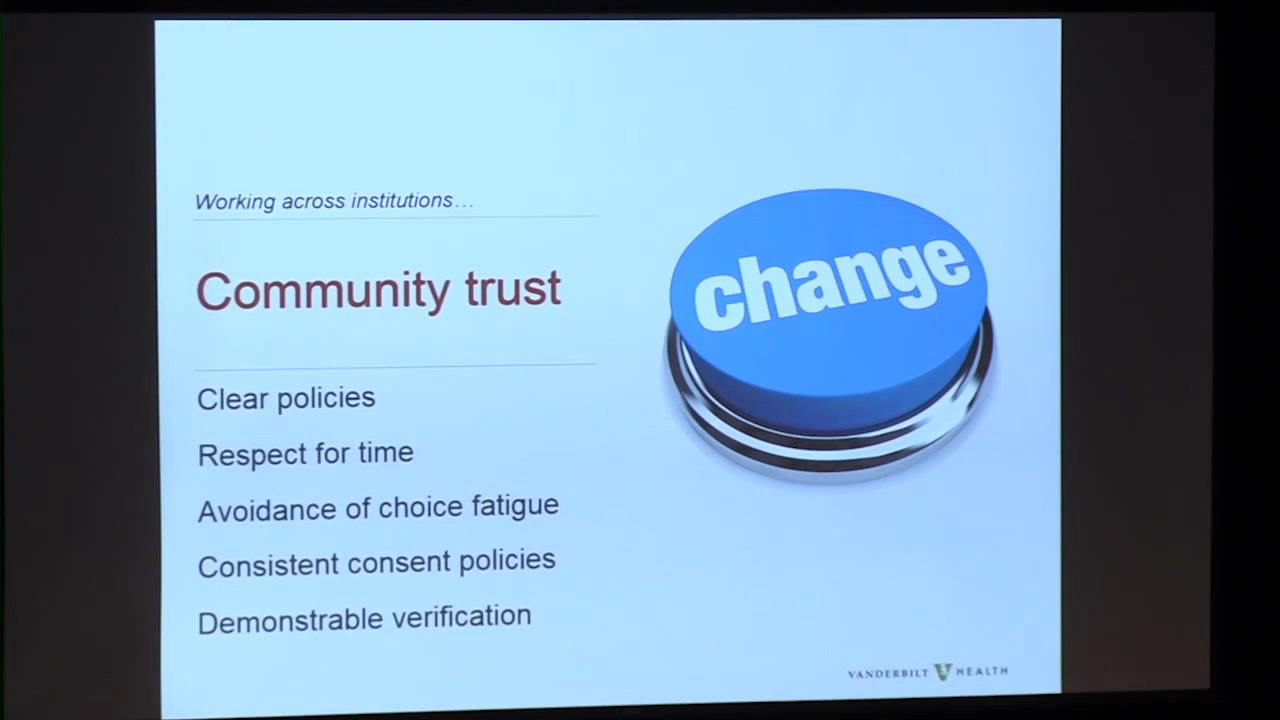 Working across institutions…
Community trust
Clear policies
Respect for time
Avoidance of choice fatigue
Consistent consent policies
Demonstrable verification
change
VANDERBILT V HEALTH